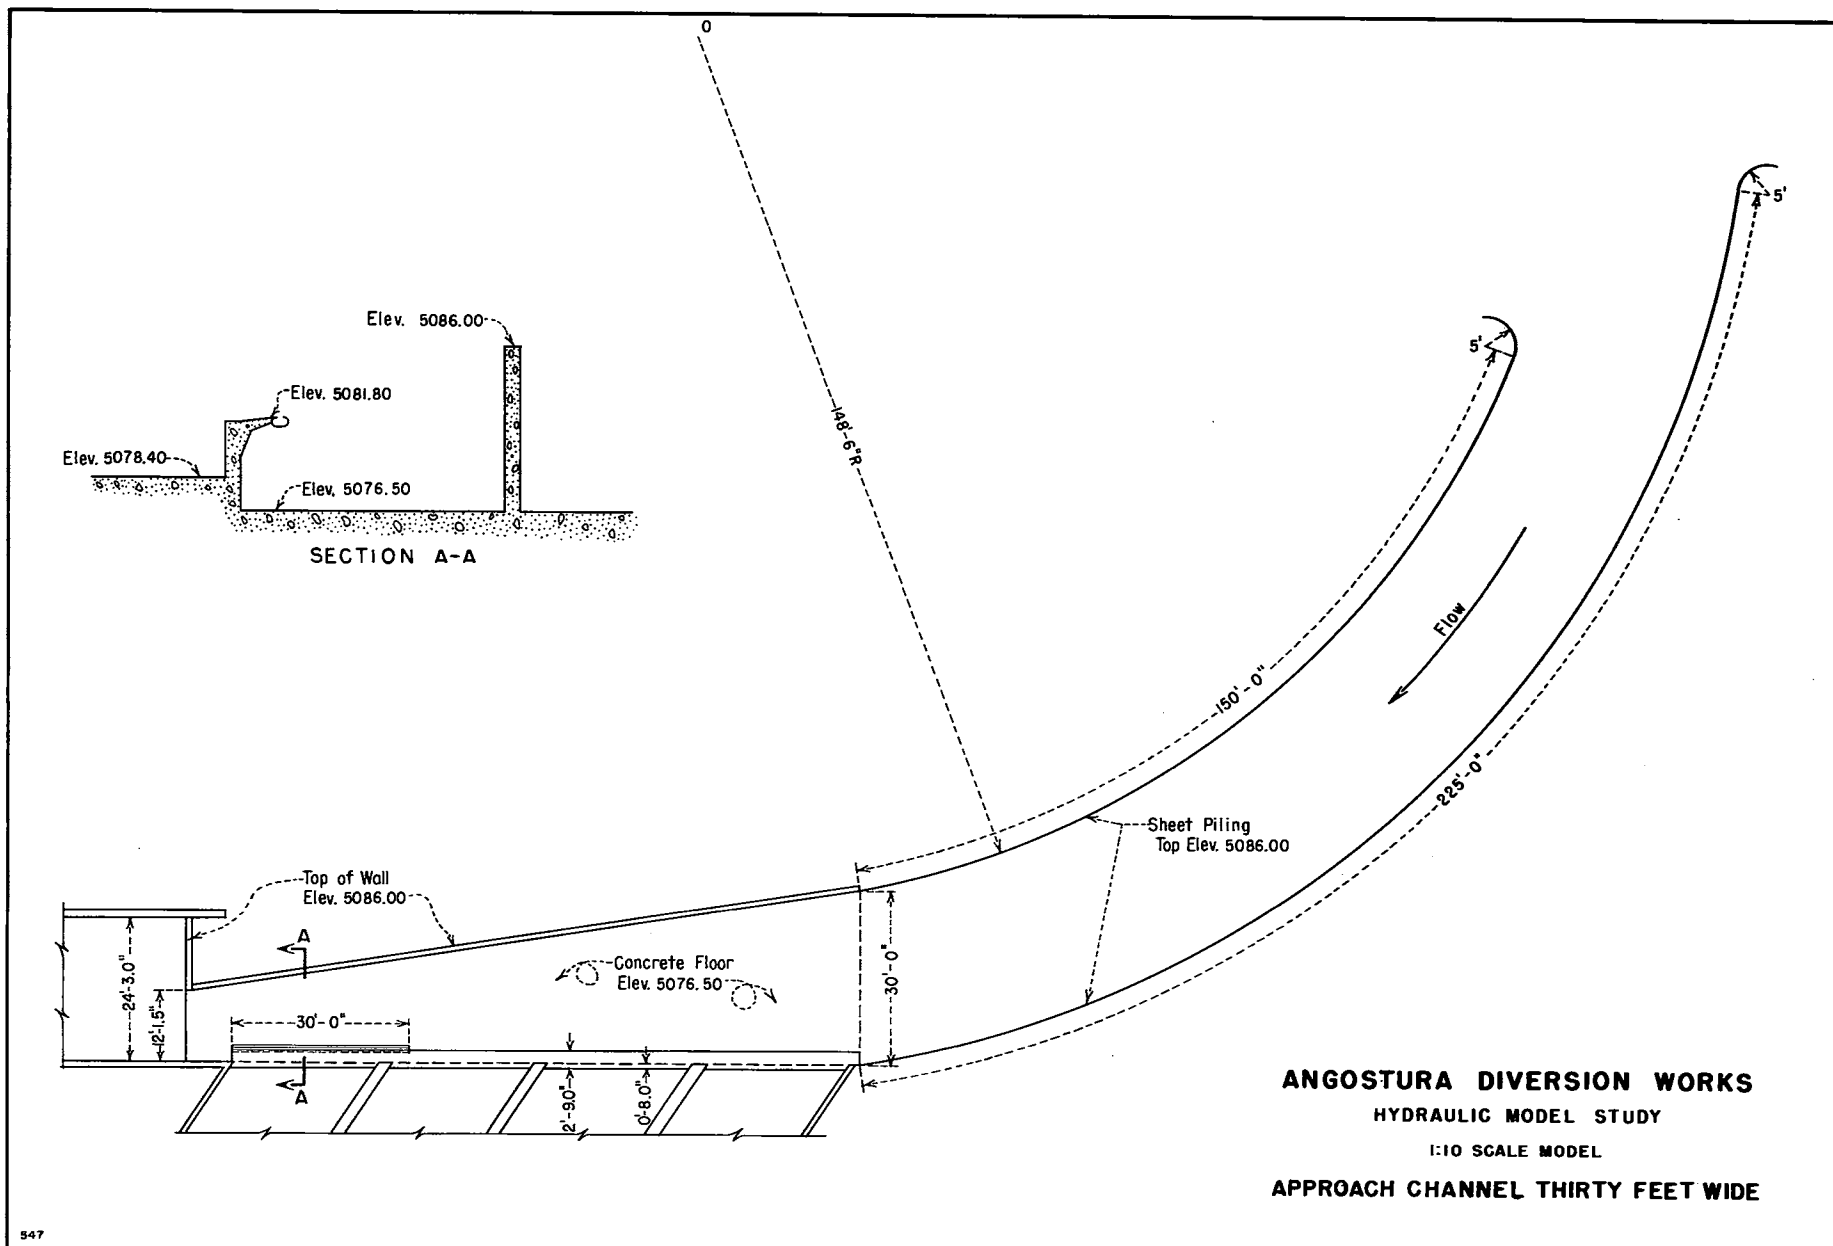 O
5'
5'
Elev. 5086.00
Elev. 5081.80
Elev. 5078.40
Elev. 5076.50
SECTION A-A
148'-6"R
Flow
150'-0"
225'-0"
Sheet Piling
Top Elev. 5086.00
Top of Wall
Elev. 5086.00
A
Concrete Floor
Elev. 5076.50
30'-0"
24'-3.0"
12'-1.5"
30'-0"
A
2'-9.0"
0'-8.0"
ANGOSTURA DIVERSION WORKS
HYDRAULIC MODEL STUDY
1:10 SCALE MODEL
APPROACH CHANNEL THIRTY FEET WIDE
547